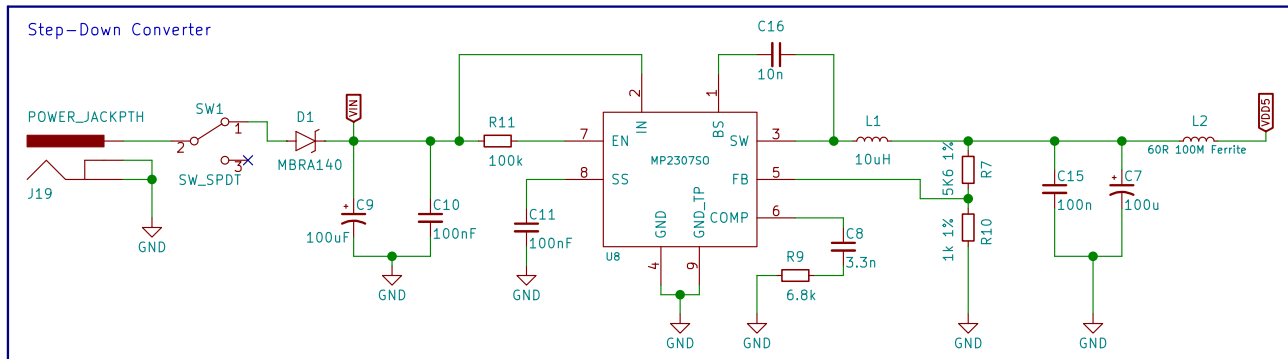 Step-Down Converter
C16
10n
POWER_JACKPTH
SW1
1
2
3
SW_SPDT
J19
GND
D1
MBRA140
VIN
R11
100k
C9
100uF
C10
100nF
GND
C11
100nF
GND
2
1
IN
BS
7
EN
SW
3
MP2307SO
8
SS
FB
5
GND
GND_TP
COMP
6
U8
4
9
GND
C8
3.3n
R9
6.8k
GND
L1
10uH
5K6 1%
R7
1k 1%
R10
GND
C15
100n
C7
100u
GND
L2
60R 100M Ferrite
VDD5